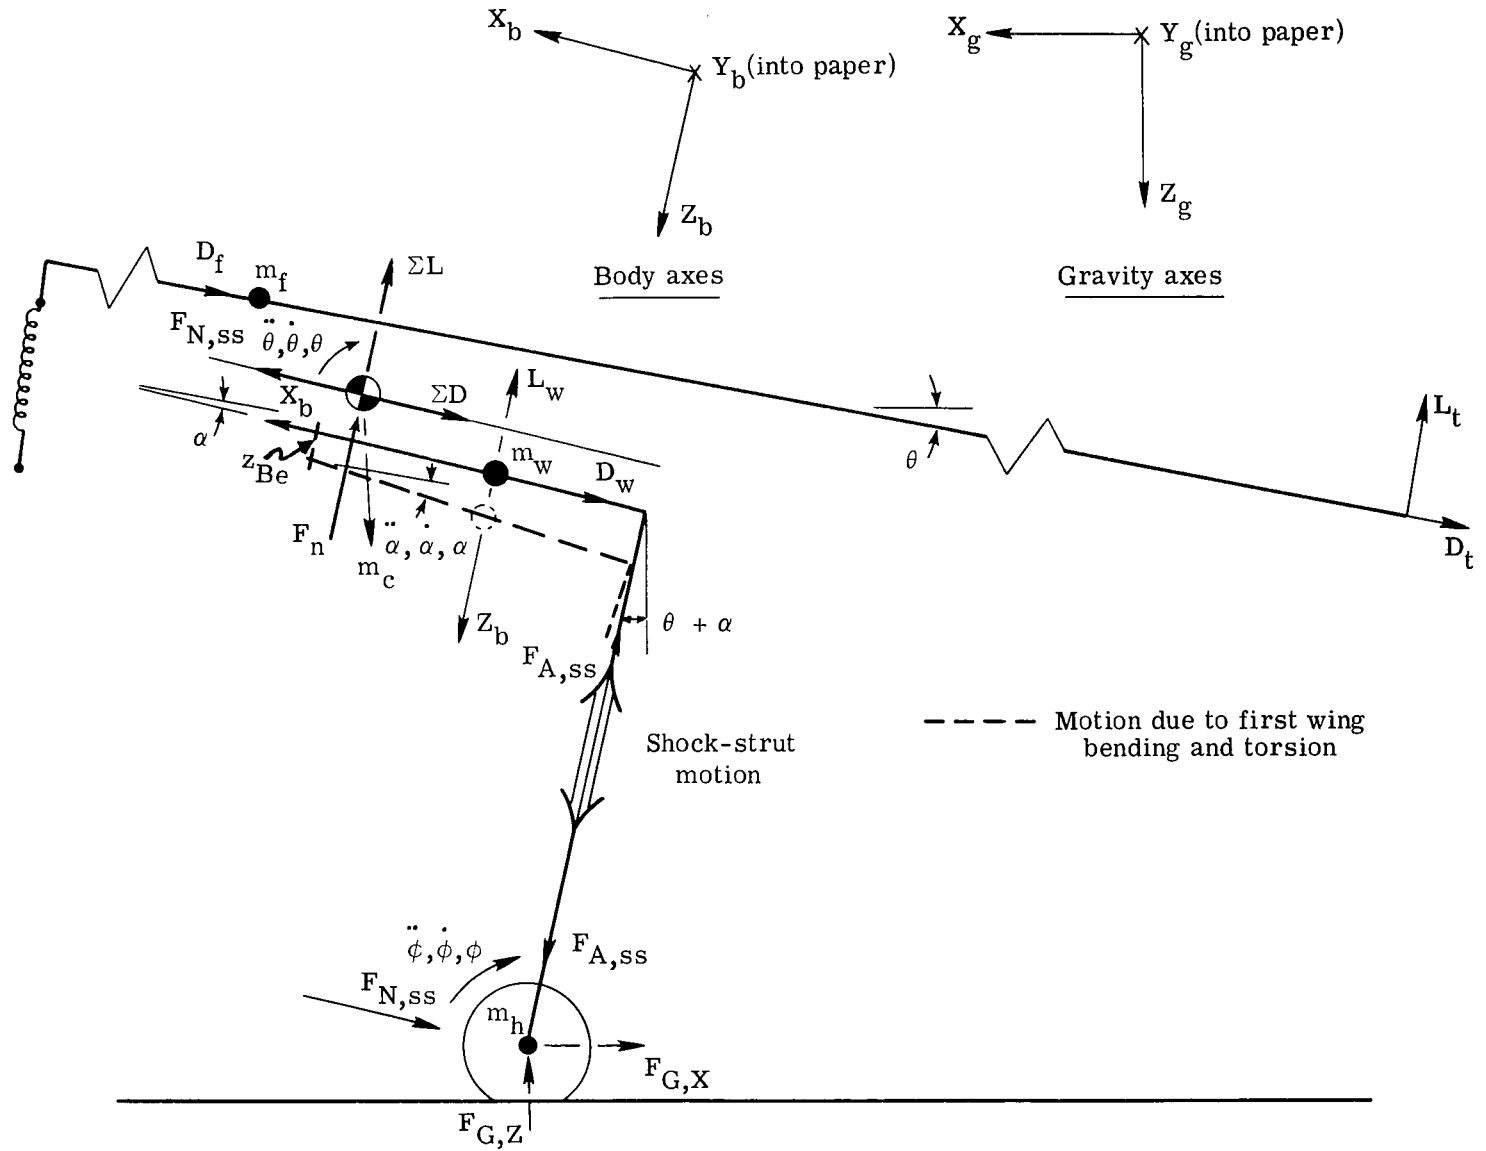 X_b
Y_b (into paper)
Z_b
Body axes
X_g
Y_g (into paper)
Z_g
Gravity axes
D_f
m_f
ΣL
F_N,ss
θ̈, θ̇, θ
X_b
ΣD
L_w
α
z_Be
m_w
D_w
θ
L_t
D_t
F_n
m_c
α̈, α̇, α
Z_b
θ + α
F_A,ss
Shock-strut
motion
Motion due to first wing
bending and torsion
ϕ̈, ϕ̇, ϕ
F_A,ss
F_N,ss
m_h
F_G,X
F_G,Z